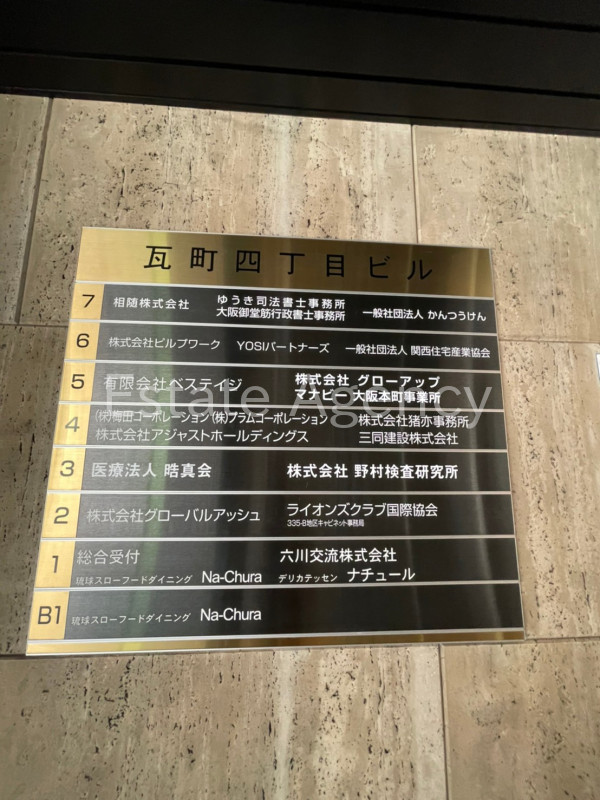 瓦町四丁目ビル
7 相随株式会社 ゆうき司法書士事務所 大阪御堂筋行政書士事務所 一般社団法人 かんつうけん
6 株式会社ビルプワーク YOSIパートナーズ 一般社団法人 関西住宅産業協会
5 有限会社ベステイジ 株式会社 グローアップ マナビー 大阪本町事業所
4 (株)梅田コーポレーション (株)プラムコーポレーション 株式会社猪亦事務所
株式会社アジャストホールディングス 三同建設株式会社
3 医療法人 晧真会 株式会社 野村検査研究所
2 株式会社グローバルアッシュ ライオンズクラブ国際協会
335-B地区キャビネット事務局
1 総合受付 六川交流株式会社
琉球スローフードダイニング Na-Chura デリカテッセン ナチュール
B1 琉球スローフードダイニング Na-Chura
Estate Agency